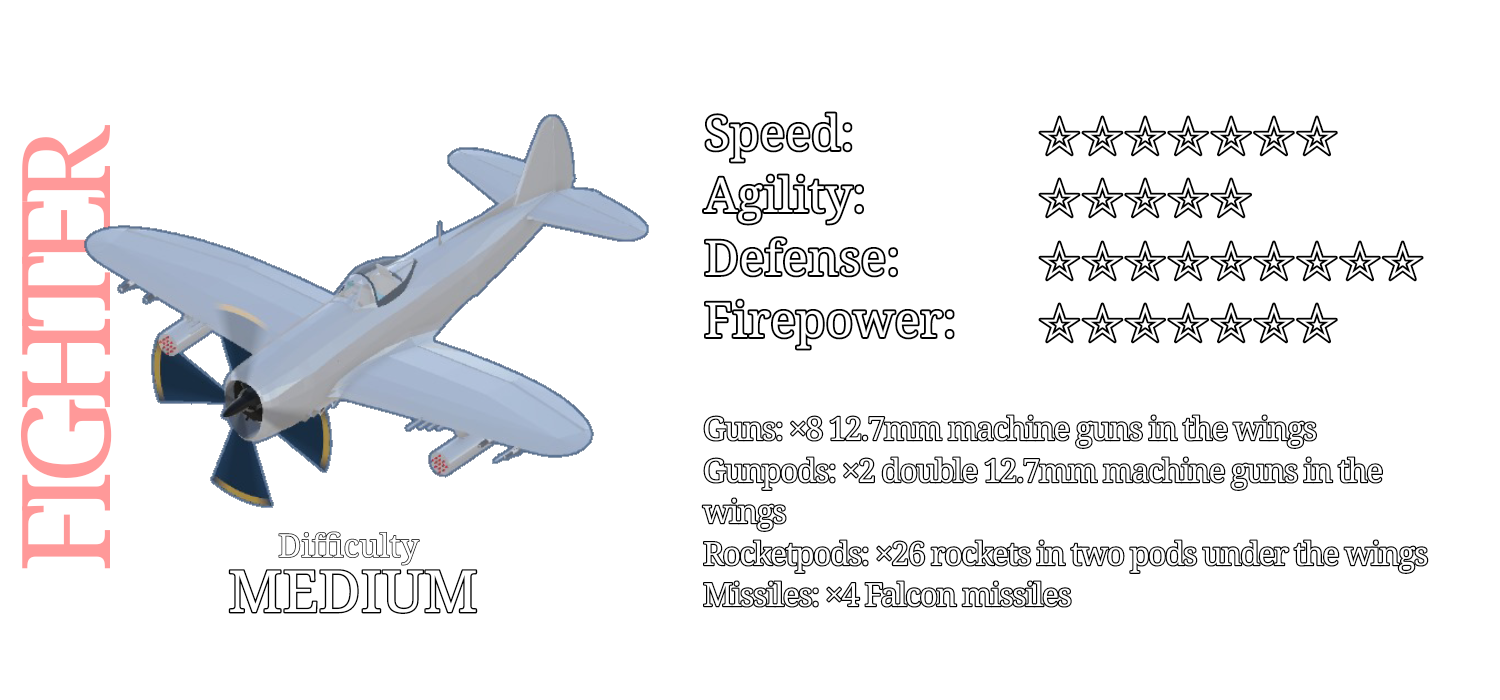 FIGHTER
Difficulty
MEDIUM
Speed: ☆☆☆☆☆☆☆
Agility: ☆☆☆☆☆
Defense: ☆☆☆☆☆☆☆☆☆
Firepower: ☆☆☆☆☆☆☆
Guns: ×8 12.7mm machine guns in the wings
Gunpods: ×2 double 12.7mm machine guns in the
wings
Rocketpods: ×26 rockets in two pods under the wings
Missiles: ×4 Falcon missiles